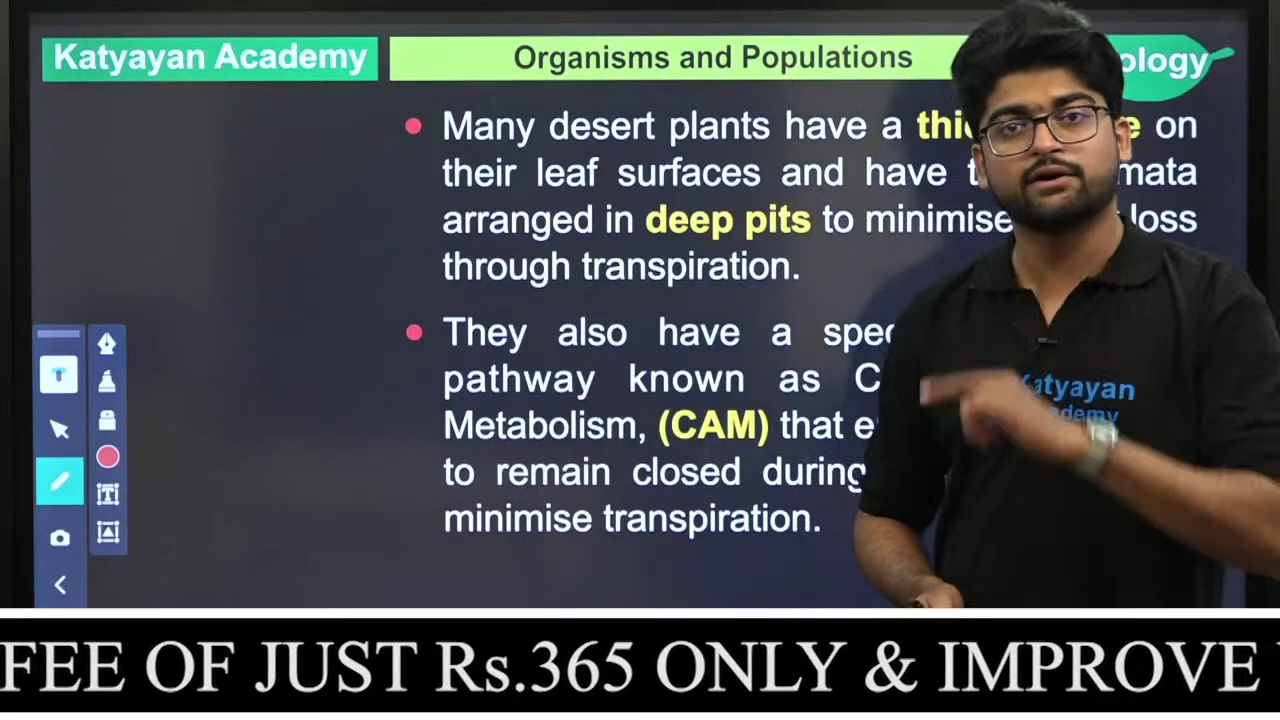 Katyayan Academy
Organisms and Populations
ology
Many desert plants have a thi e on
their leaf surfaces and have mata
arranged in deep pits to minimise loss
through transpiration.
They also have a spec
pathway known as C
Metabolism, (CAM) that
to remain closed during
minimise transpiration.
Katyayan
ademy
FEE OF JUST Rs.365 ONLY & IMPROVE